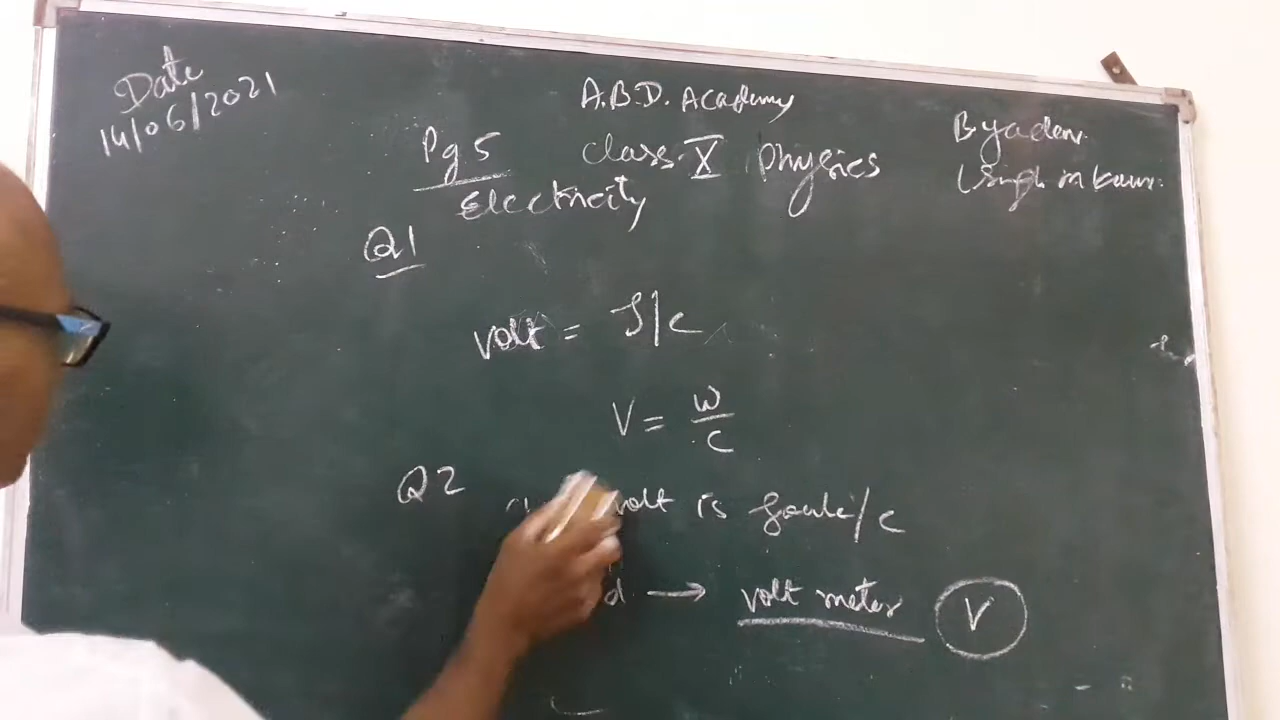 Date
14/06/2021
A.B.D. Academy
Pg 5 class X Physics
Electricity
By
Singh
Q1
volt = J/c
V = W/C
Q2 volt is Joule/c
d → volt meter V